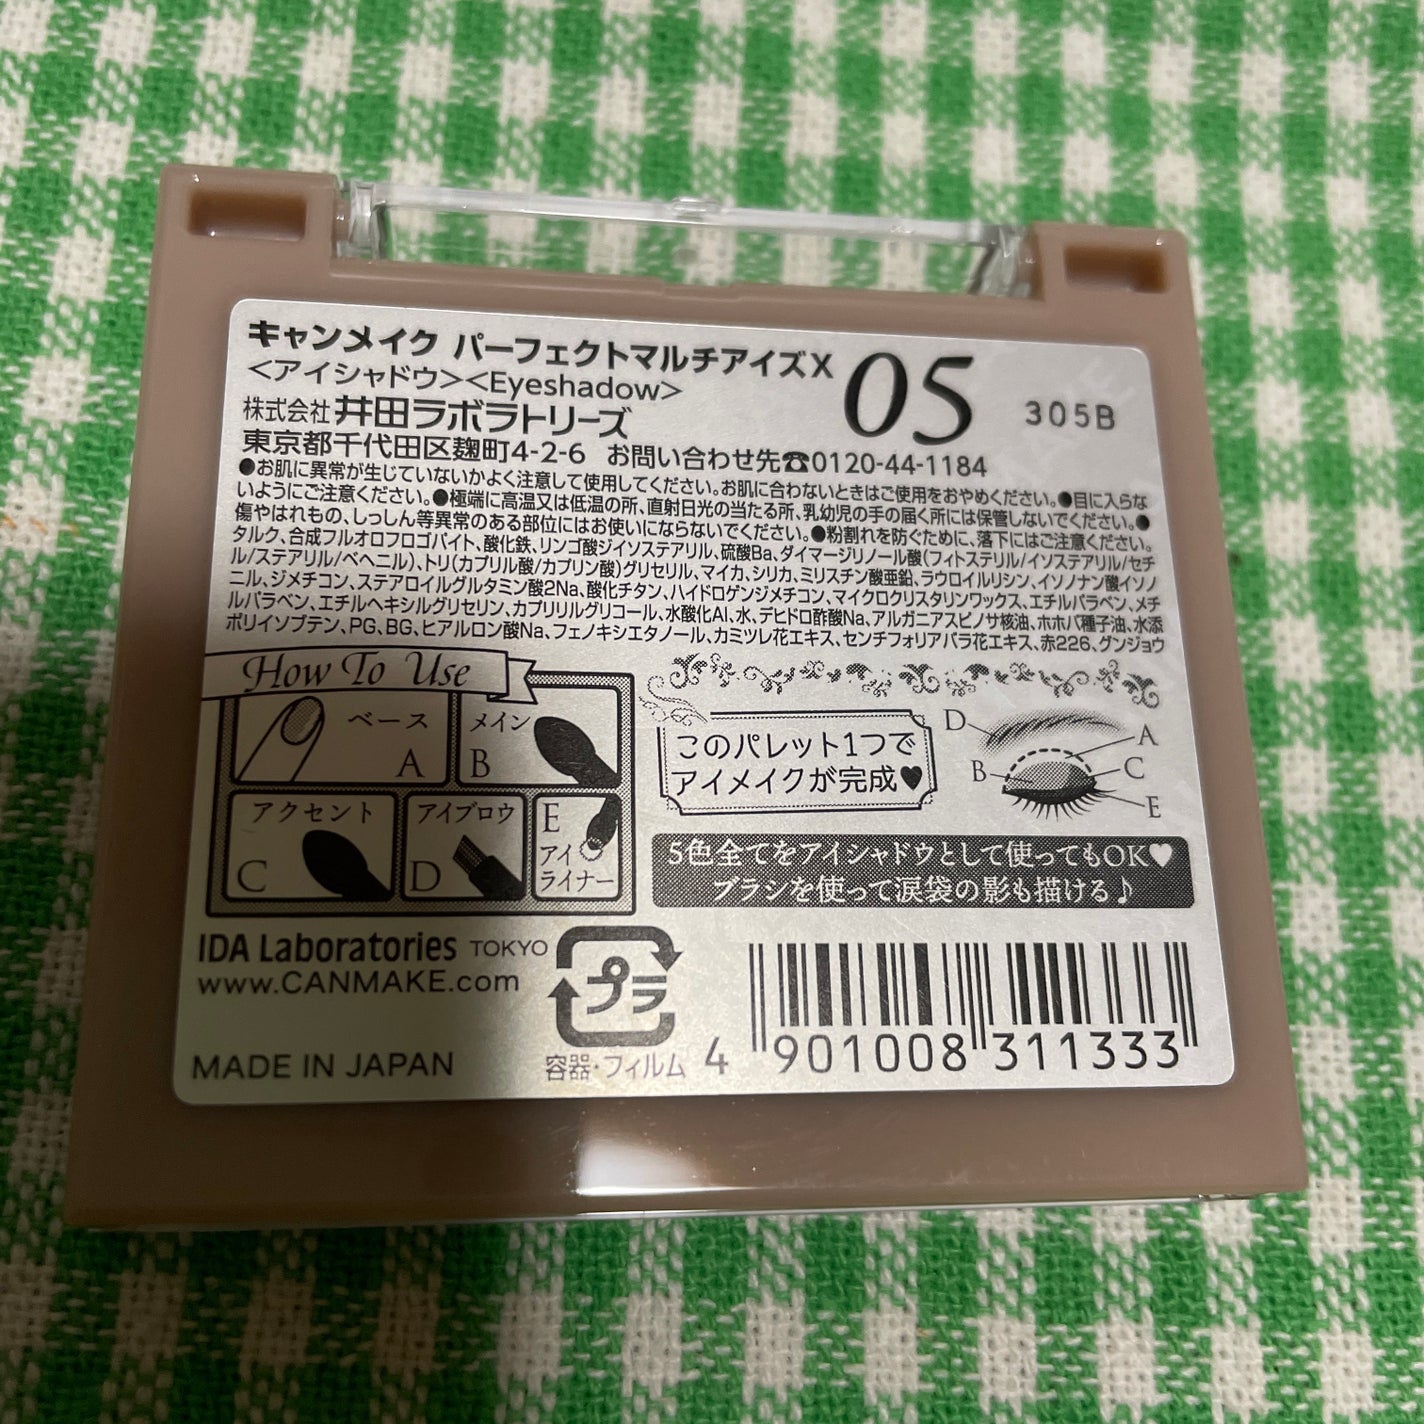 キャンメイク パーフェクトマルチアイズX 05 305B
＜アイシャドウ＞＜Eyeshadow＞
株式会社 井田ラボラトリーズ
東京都千代田区麹町4-2-6 お問い合わせ先☎0120-44-1184
●お肌に異常が生じていないかよく注意して使用してください。お肌に合わないときはご使用をおやめください。●目に入らな
いようにご注意ください。●極端に高温又は低温の所、直射日光の当たる所、乳幼児の手の届く所には保管しないでください。●
傷やはれもの、しっしん等異常のある部位にはお使いにならないでください。●粉割れを防ぐために、落下にはご注意ください。
タルク、合成フルオロフロゴパイト、酸化鉄、リンゴ酸ジイソステアリル、硫酸Ba、ダイマージリノール酸(フィトステリル/イソステアリル/セチ
ル/ステアリル/ベヘニル)、トリ(カプリル酸/カプリン酸)グリセリル、マイカ、シリカ、ミリスチン酸亜鉛、ラウロイルリシン、イソノナン酸イソノ
ニル、ジメチコン、ステアロイルグルタミン酸2Na、酸化チタン、ハイドロゲンジメチコン、マイクロクリスタリンワックス、エチルパラベン、メチ
ルパラベン、エチルヘキシルグリセリン、カプリリルグリコール、水酸化Al、水、デヒドロ酢酸Na、アルガニアスピノサ核油、ホホバ種子油、水添
ポリイソブテン、PG、BG、ヒアルロン酸Na、フェノキシエタノール、カミツレ花エキス、センチフォリアバラ花エキス、赤226、グンジョウ
How To Use
ベース
A
メイン
B
アクセント
C
アイブロウ
D
E
アイ
ライナー
このパレット1つで
アイメイクが完成♥
D
A
B
C
E
5色全てをアイシャドウとして使ってもOK♥
ブラシを使って涙袋の影も描ける♪
IDA Laboratories TOKYO
www.CANMAKE.com
MADE IN JAPAN
プラ
容器・フィルム
4 901008 311333